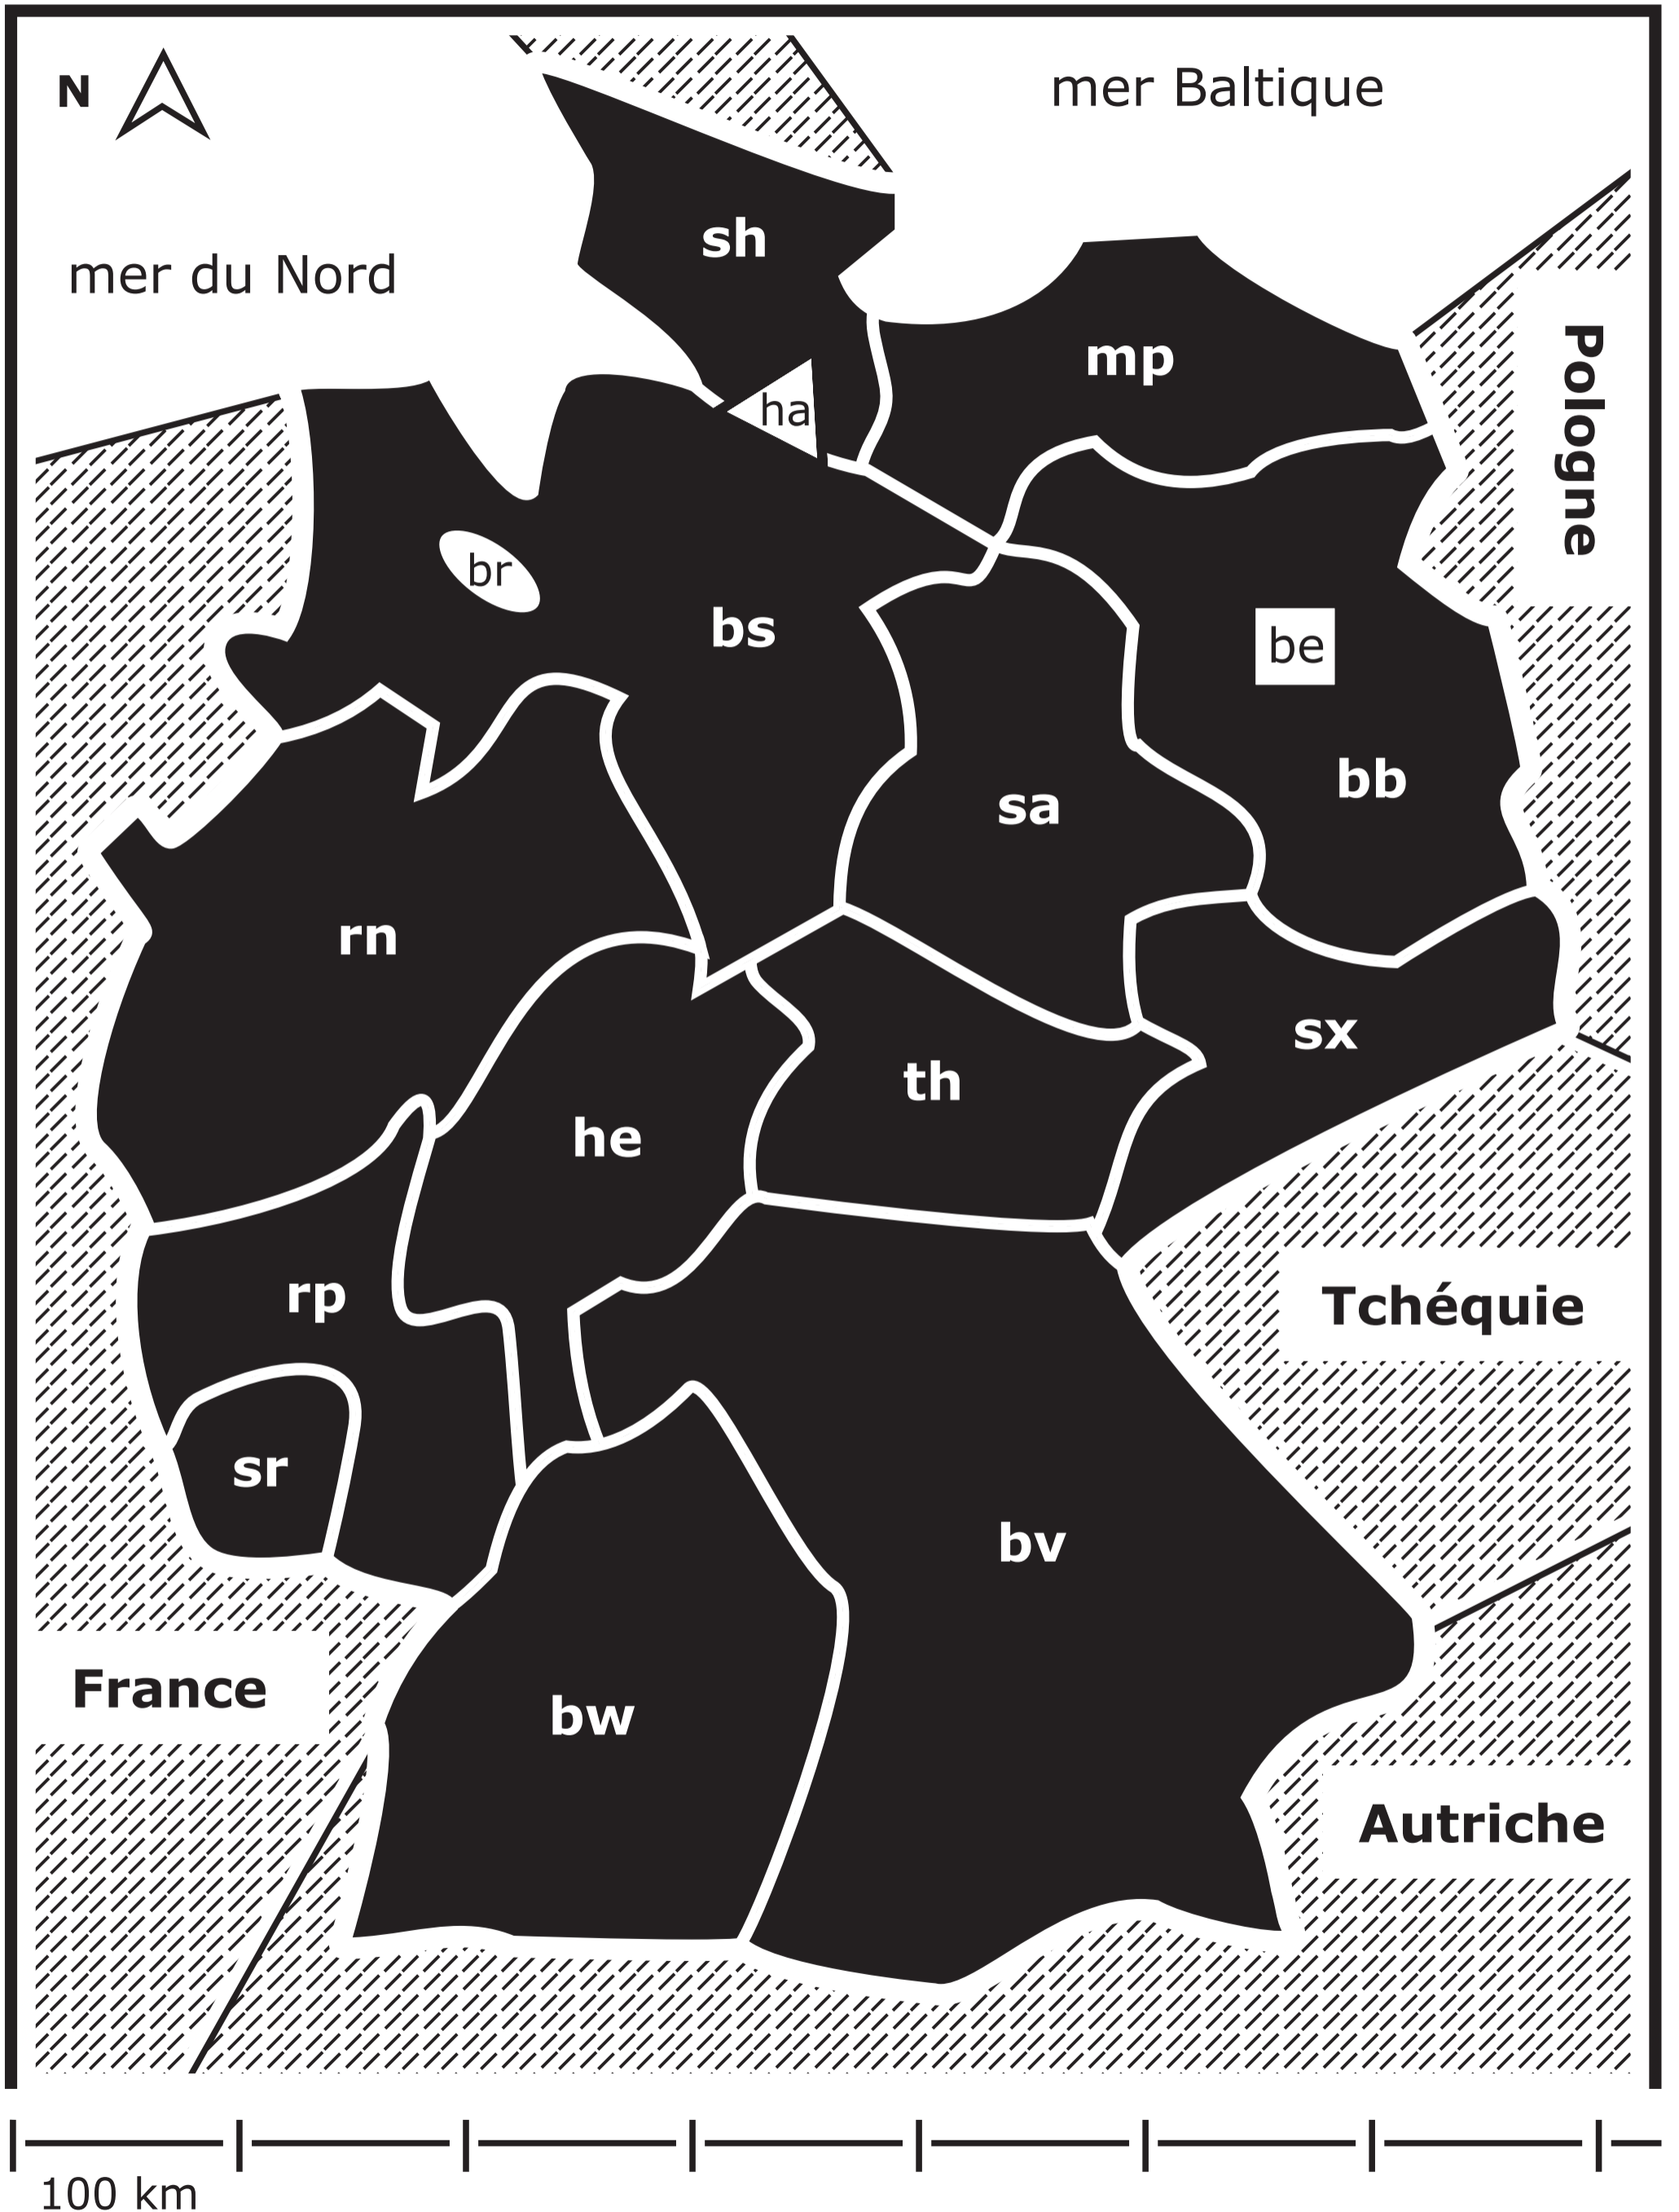 N
mer Baltique
sh
mer du Nord
mp
Pologne
ha
br
bs
be
bb
sa
rn
sx
th
he
rp
Tchéquie
sr
bv
France
bw
Autriche
100 km